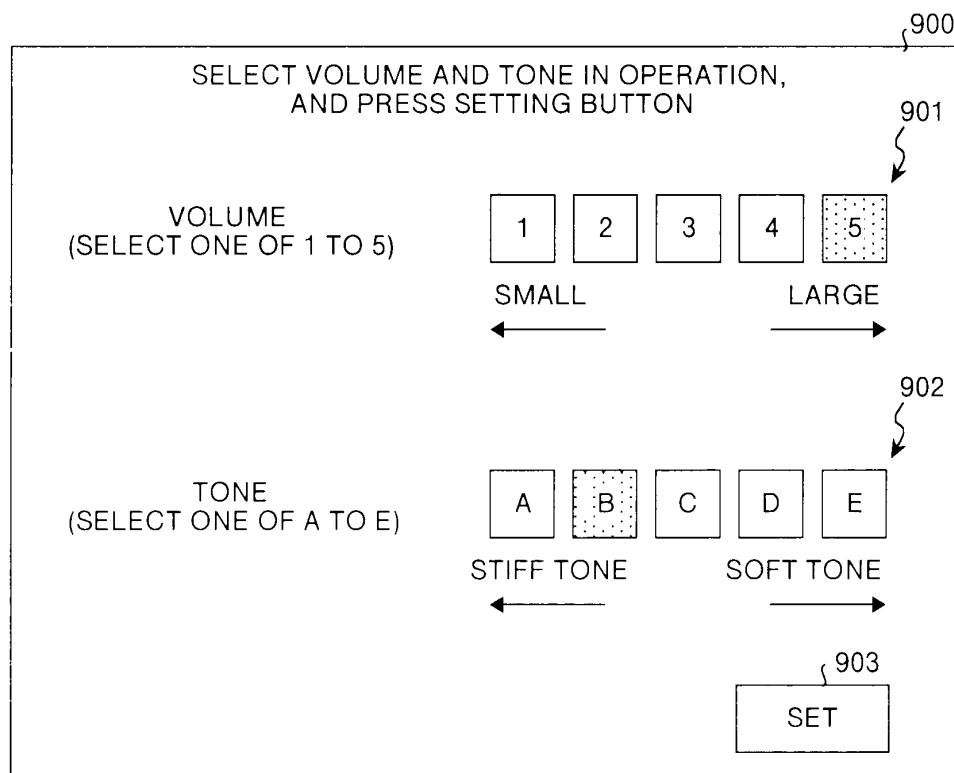 900
SELECT VOLUME AND TONE IN OPERATION,
AND PRESS SETTING BUTTON
901
VOLUME
(SELECT ONE OF 1 TO 5)
1 2 3 4 5
SMALL LARGE
902
TONE
(SELECT ONE OF A TO E)
A B C D E
STIFF TONE SOFT TONE
903
SET